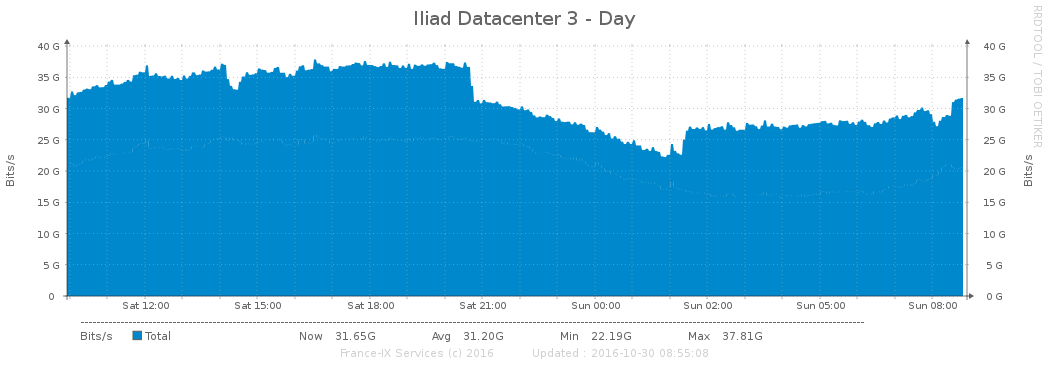 Iliad Datacenter 3 - Day
RRDTOOL / TOBI OETIKER
Bits/s
40 G
35 G
30 G
25 G
20 G
15 G
10 G
5 G
0
40 G
35 G
30 G
25 G
20 G
15 G
10 G
5 G
0 G
Bits/s
Sat 12:00 Sat 15:00 Sat 18:00 Sat 21:00 Sun 00:00 Sun 02:00 Sun 05:00 Sun 08:00
Bits/s Total Now 31.65G Avg 31.20G Min 22.19G Max 37.81G
France-IX Services (c) 2016 Updated : 2016-10-30 08:55:08